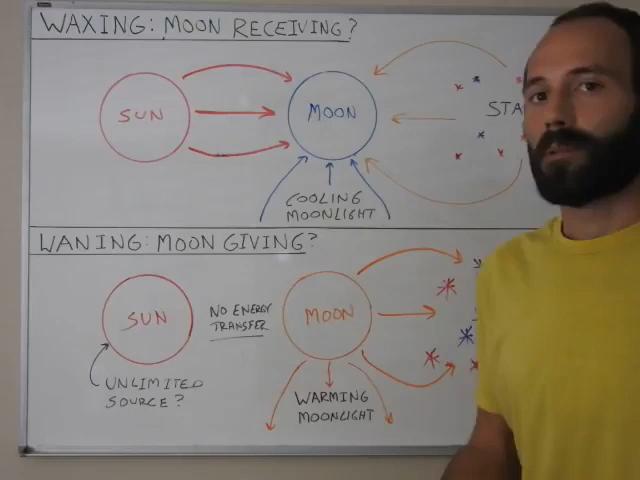 WAXING: MOON RECEIVING?
SUN
MOON
COOLING
MOONLIGHT
WANING: MOON GIVING?
SUN
NO ENERGY
TRANSFER
MOON
UNLIMITED
SOURCE?
WARMING
MOONLIGHT